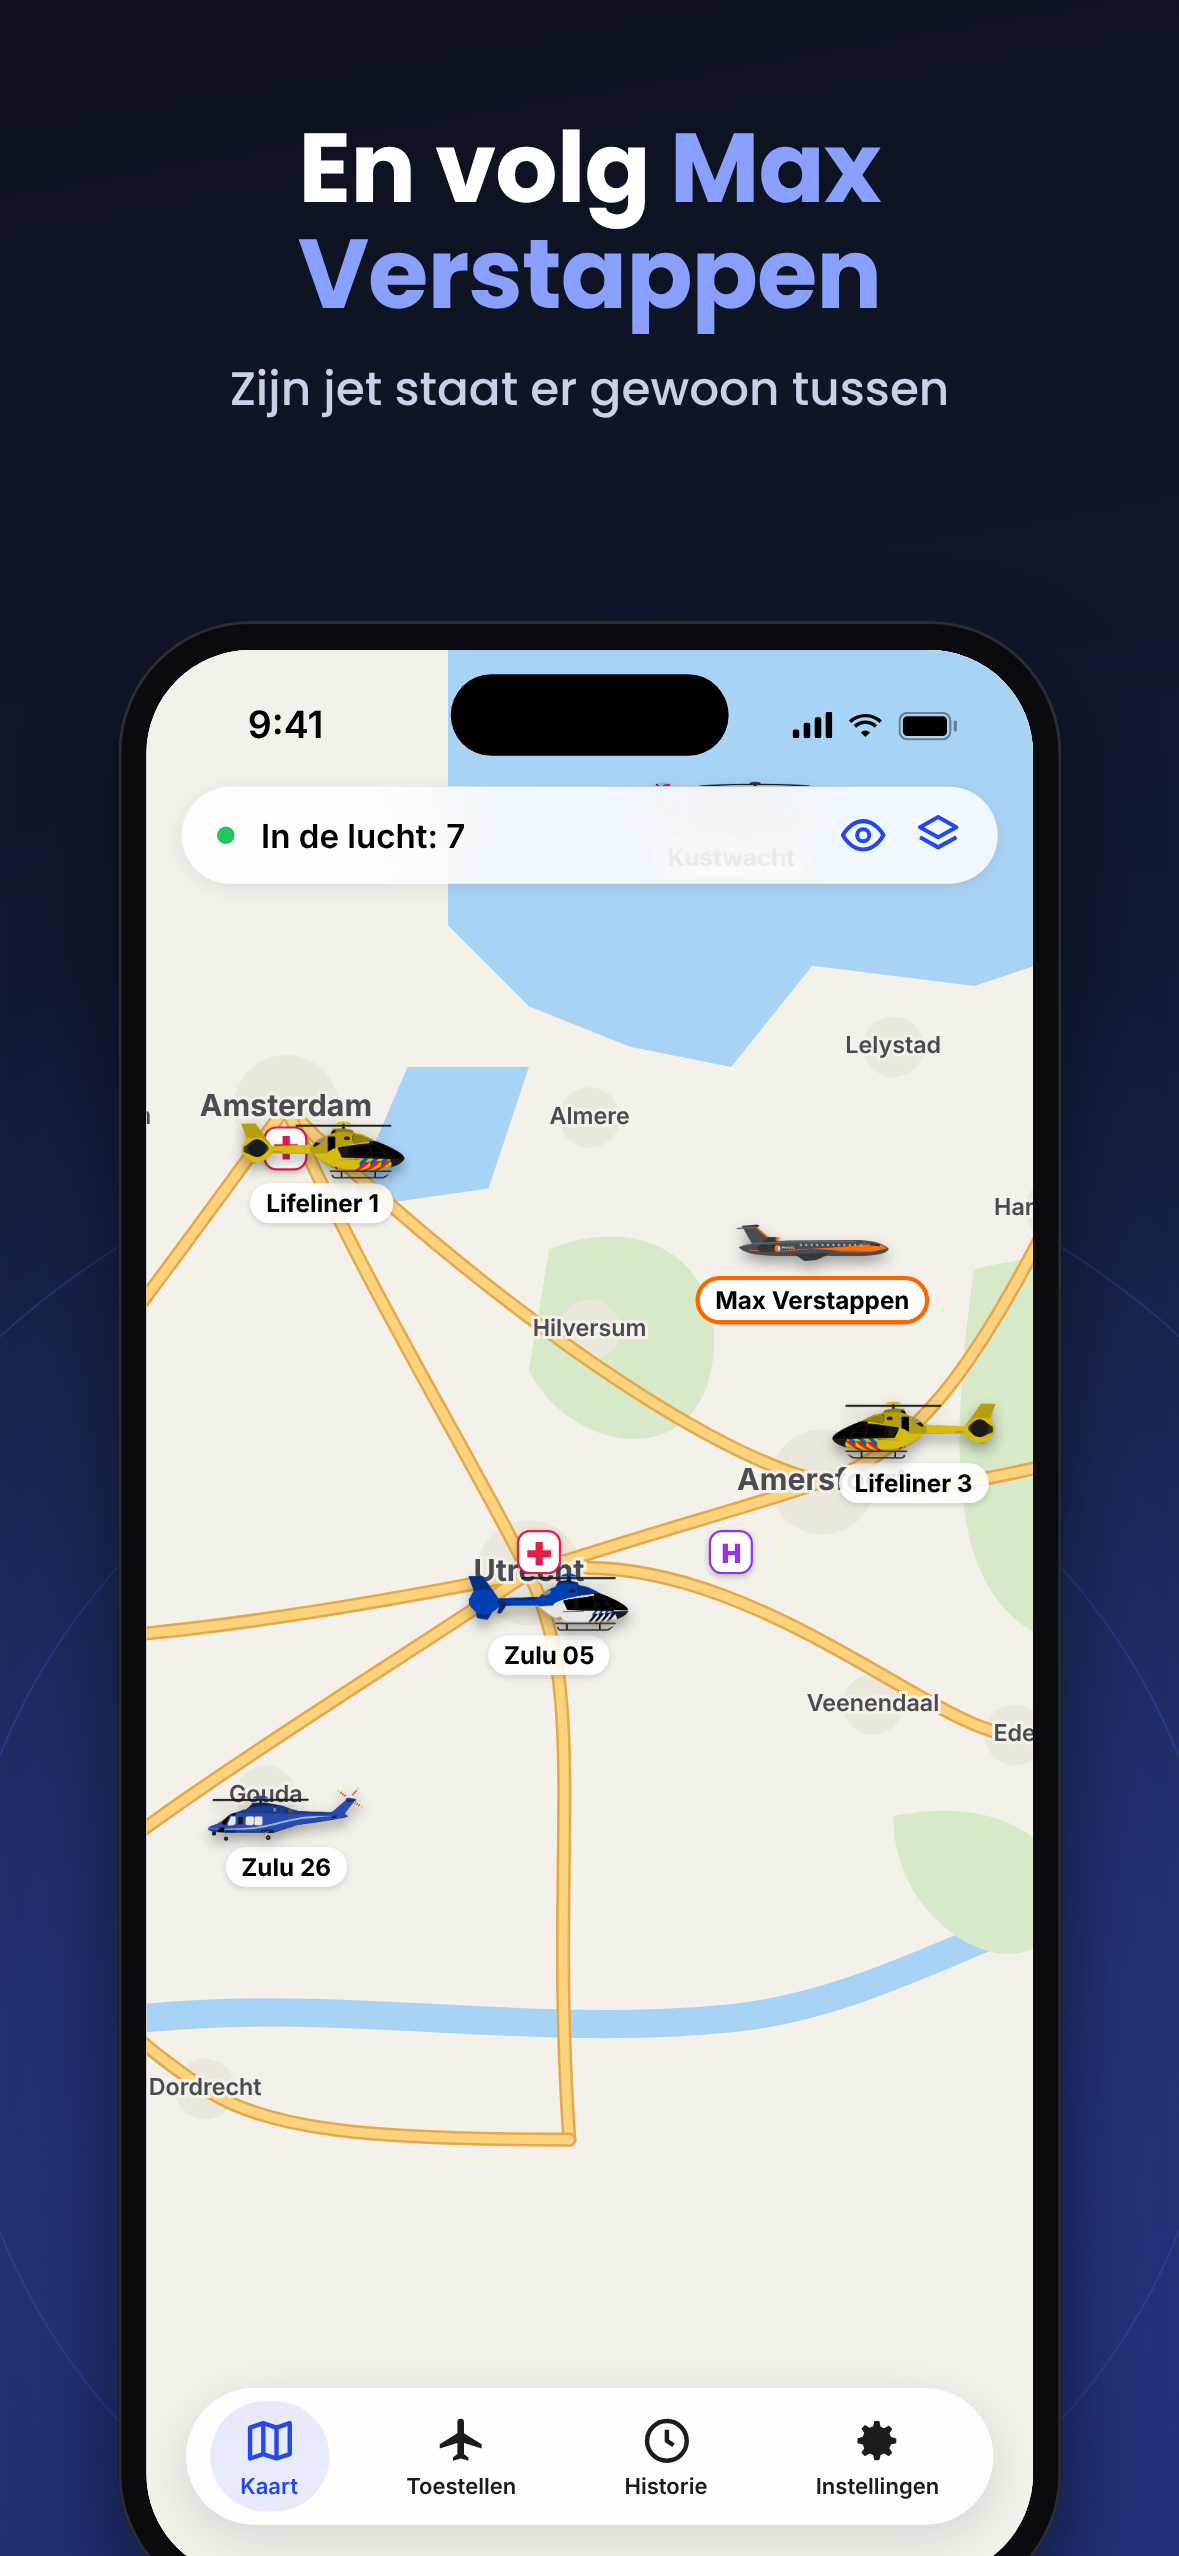 En volg Max
Verstappen
Zijn jet staat er gewoon tussen
9:41
In de lucht: 7
Kustwacht
Lelystad
Amsterdam
Almere
Lifeliner 1
Har
Max Verstappen
Hilversum
Lifeliner 3
H
Utrecht
Zulu 05
Veenendaal
Ede
Gouda
Zulu 26
Dordrecht
Kaart
Toestellen
Historie
Instellingen